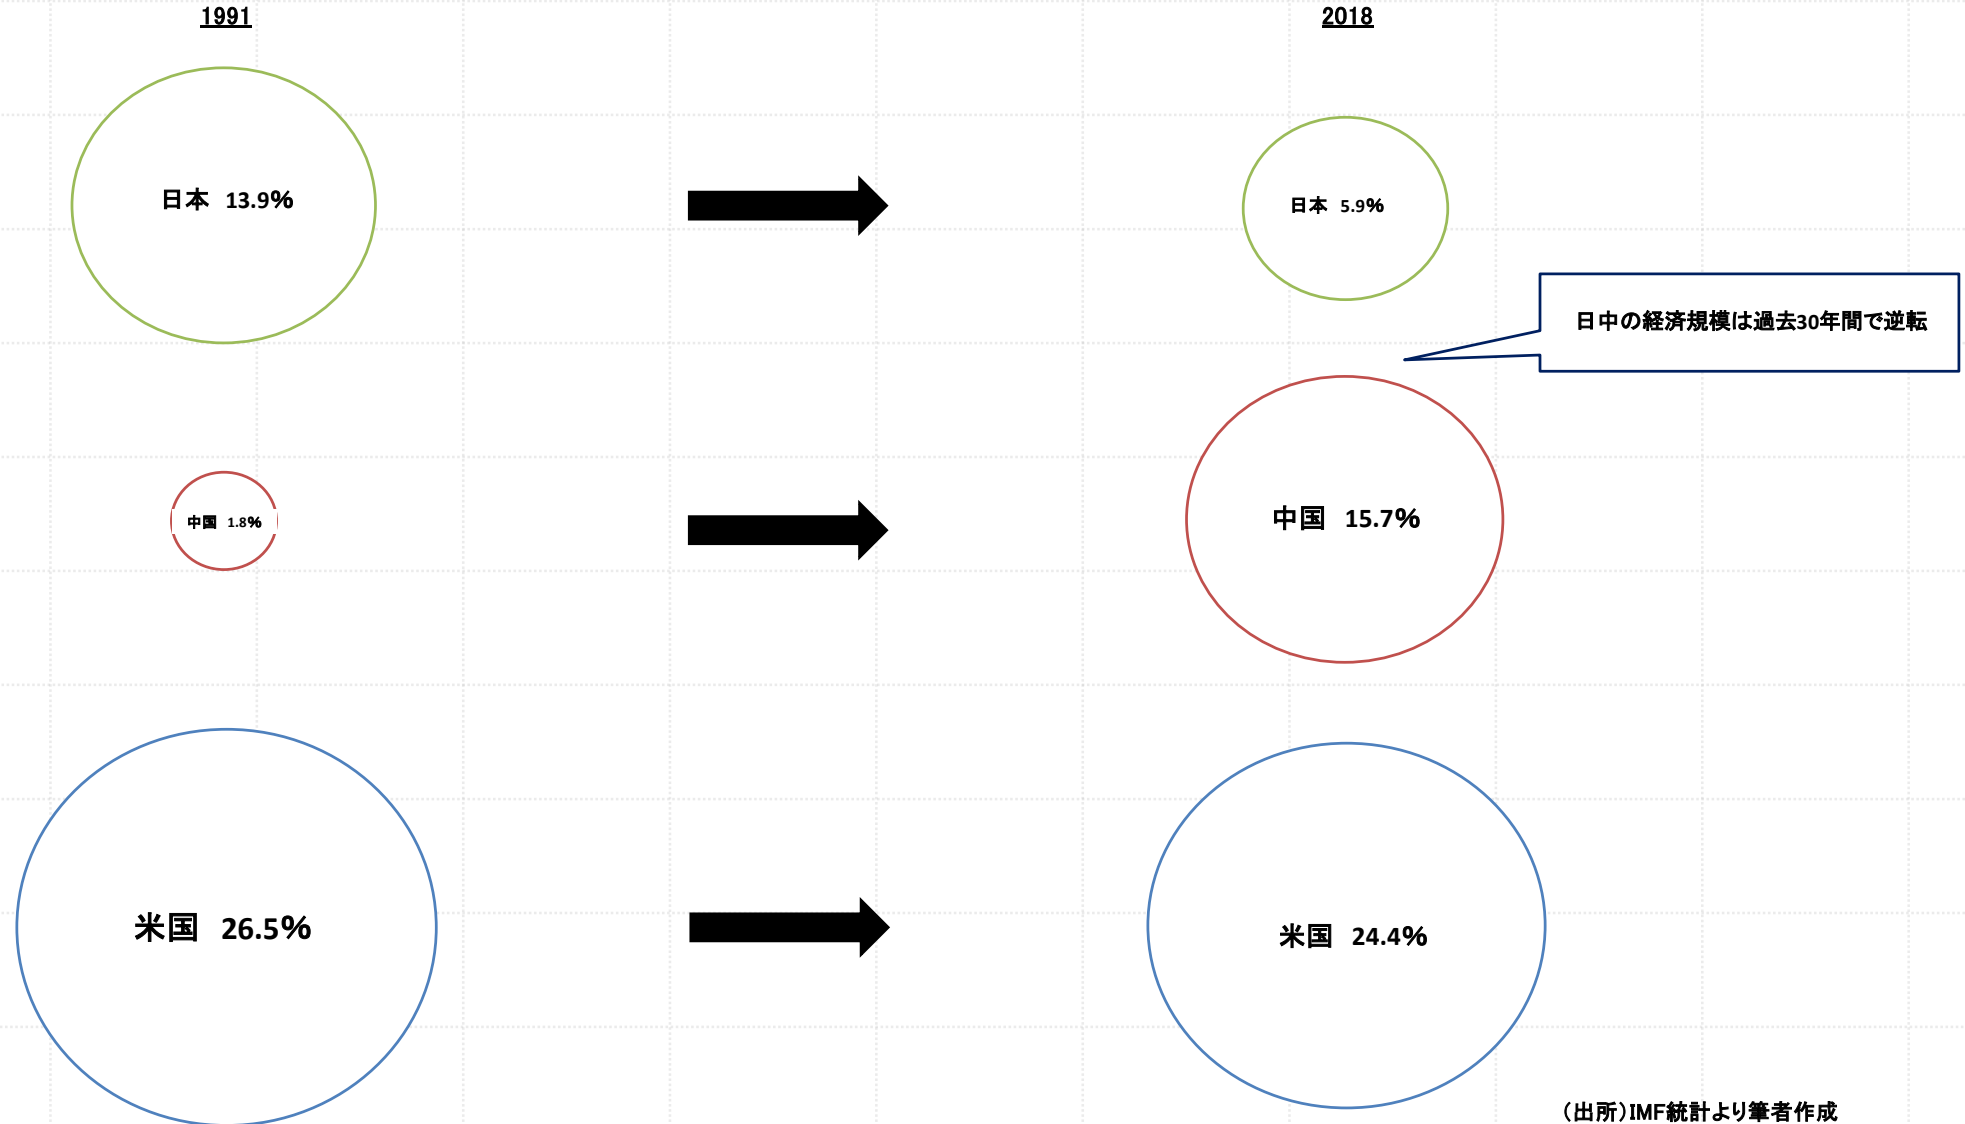 1991
2018
日本 13.9%
日本 5.9%
日中の経済規模は過去30年間で逆転
中国 1.8%
中国 15.7%
米国 26.5%
米国 24.4%
（出所）IMF統計より筆者作成